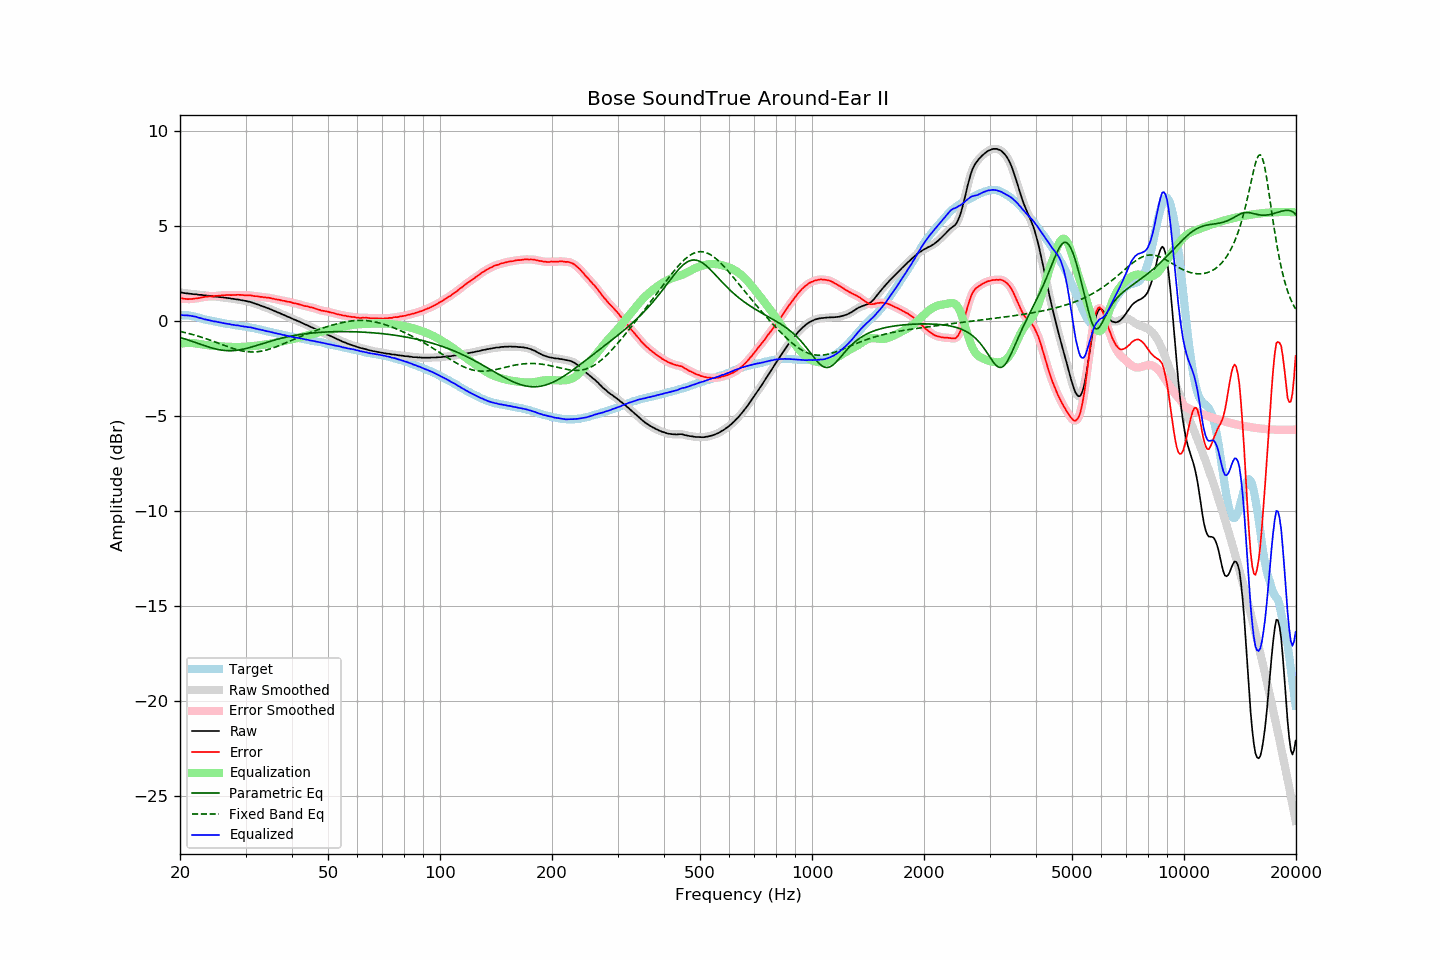 Bose SoundTrue Around-Ear II
Amplitude (dBr)
10
5
0
−5
−10
−15
−20
−25
Target
Raw Smoothed
Error Smoothed
Raw
Error
Equalization
Parametric Eq
Fixed Band Eq
Equalized
20 50 100 200 500 1000 2000 5000 10000 20000
Frequency (Hz)